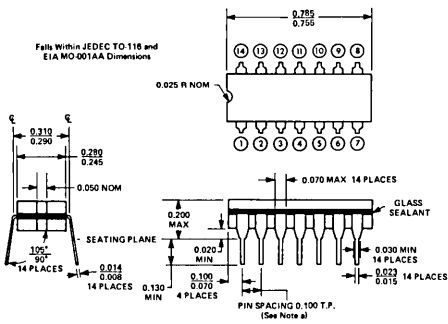 0.785
0.755
Falls Within JEDEC TO-116 and
EIA MO-001AA Dimensions
14 13 12 11 10 9 8
0.025 R NOM
1 2 3 4 5 6 7
℄ ℄
0.310
0.290
0.280
0.245
0.050 NOM
0.070 MAX 14 PLACES
GLASS
SEALANT
0.200
MAX
SEATING PLANE
105°
90°
14 PLACES
0.014
0.008
14 PLACES
0.020
MIN
0.130
MIN
0.100
0.070
4 PLACES
0.030 MIN
14 PLACES
0.023
0.015
14 PLACES
PIN SPACING 0.100 T.P.
(See Note a)